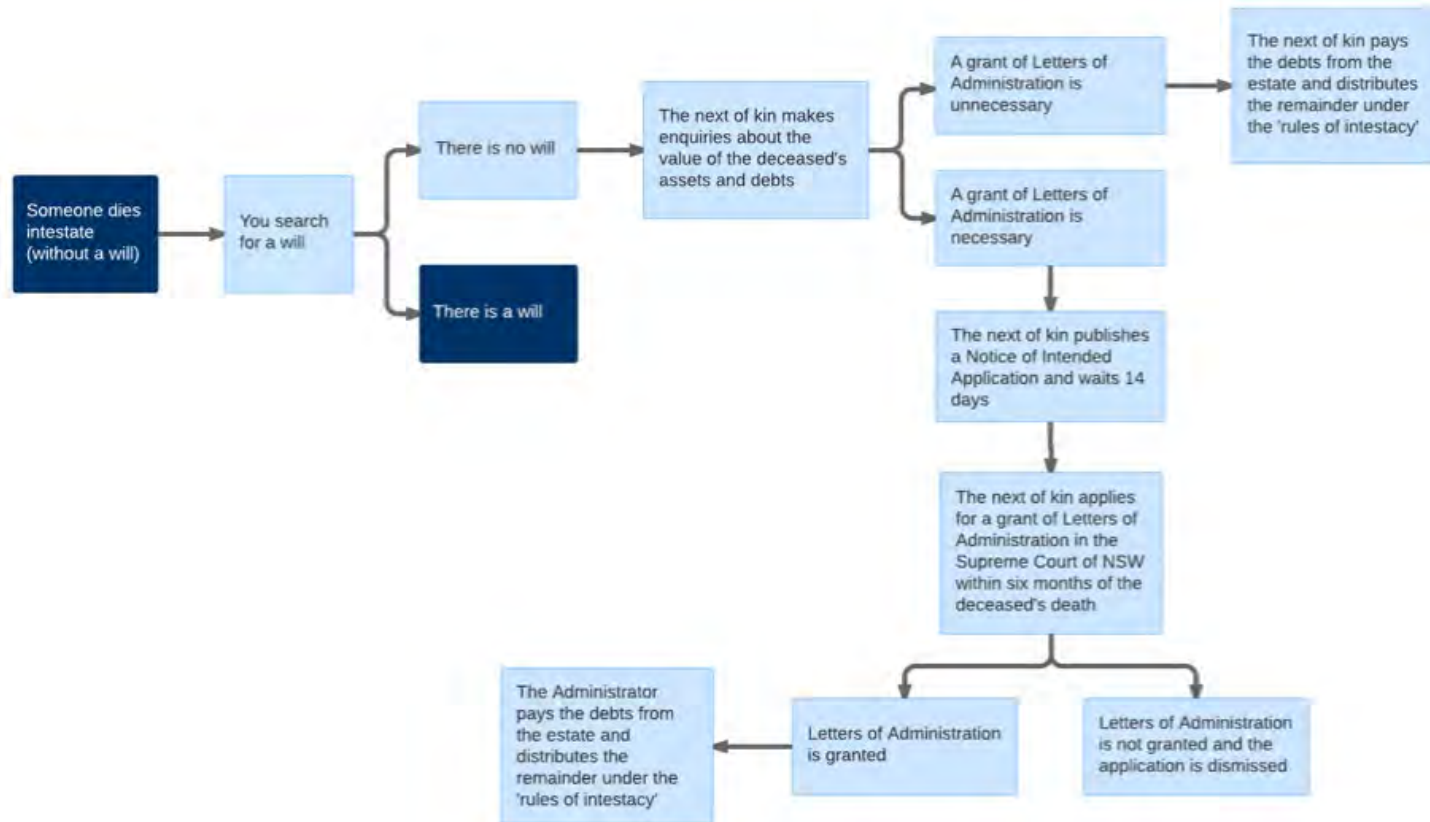 Someone dies
intestate
(without a will)
You search
for a will
There is no will
There is a will
The next of kin makes
enquiries about the
value of the deceased's
assets and debts
A grant of Letters of
Administration is
unnecessary
The next of kin pays
the debts from the
estate and distributes
the remainder under
the 'rules of intestacy'
A grant of Letters of
Administration is
necessary
The next of kin publishes
a Notice of Intended
Application and waits 14
days
The next of kin applies
for a grant of Letters of
Administration in the
Supreme Court of NSW
within six months of the
deceased's death
Letters of Administration
is granted
Letters of Administration
is not granted and the
application is dismissed
The Administrator
pays the debts from
the estate and
distributes the
remainder under the
'rules of intestacy'